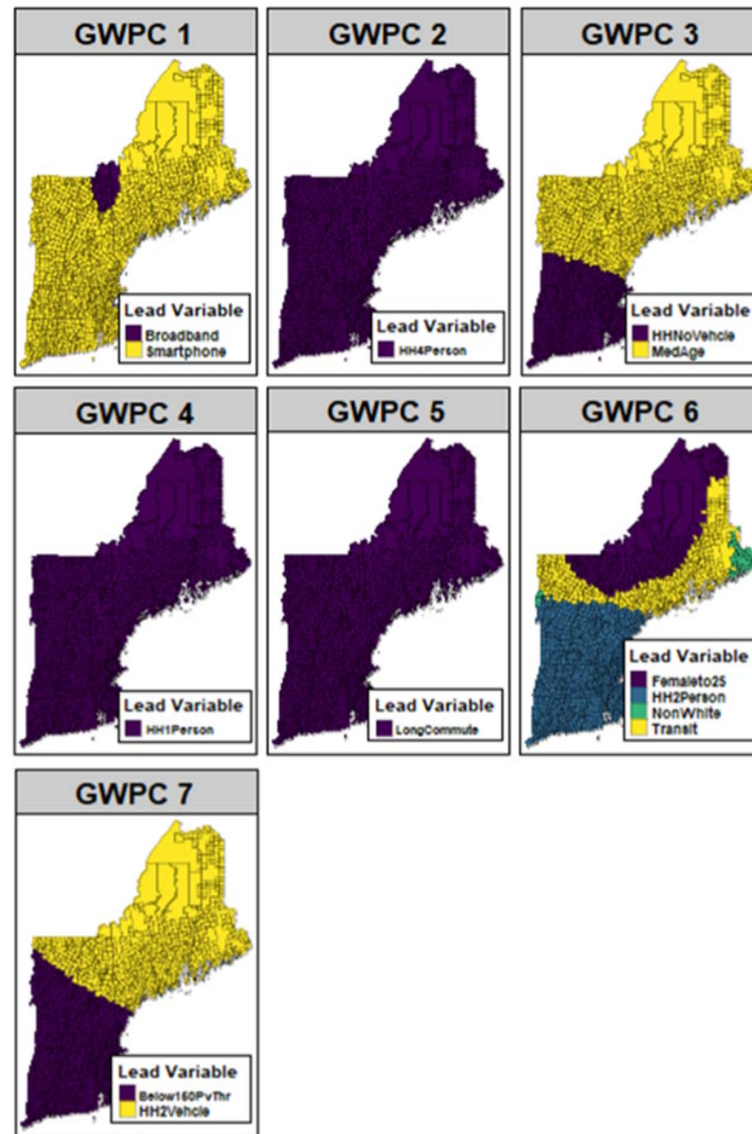 GWPC 1
GWPC 2
GWPC 3
Lead Variable
Broadband
Smartphone
Lead Variable
HH4Person
Lead Variable
HHNoVehcle
MedAge
GWPC 4
GWPC 5
GWPC 6
Lead Variable
HH1Person
Lead Variable
LongCommute
Lead Variable
Femaleto25
HH2Person
NonWhite
Transit
GWPC 7
Lead Variable
Below150PvThr
HH2Vehcle